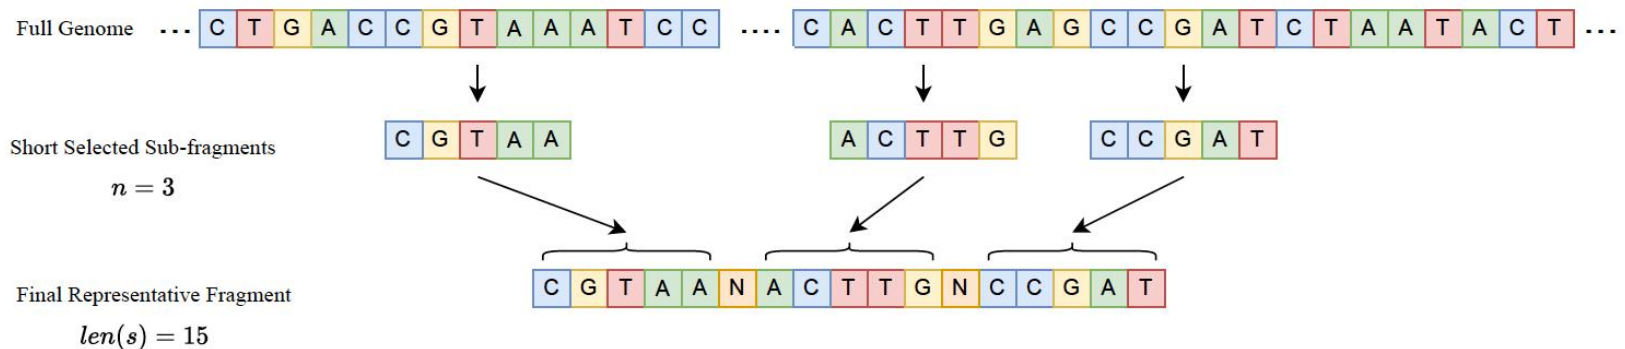 Full Genome ... C T G A C C G T A A A T C C .... C A C T T G A G C C G A T C T A A T A C T ...
C G T A A A C T T G C C G A T
Short Selected Sub-fragments
n = 3
C G T A A N A C T T G N C C G A T
Final Representative Fragment
len(s) = 15